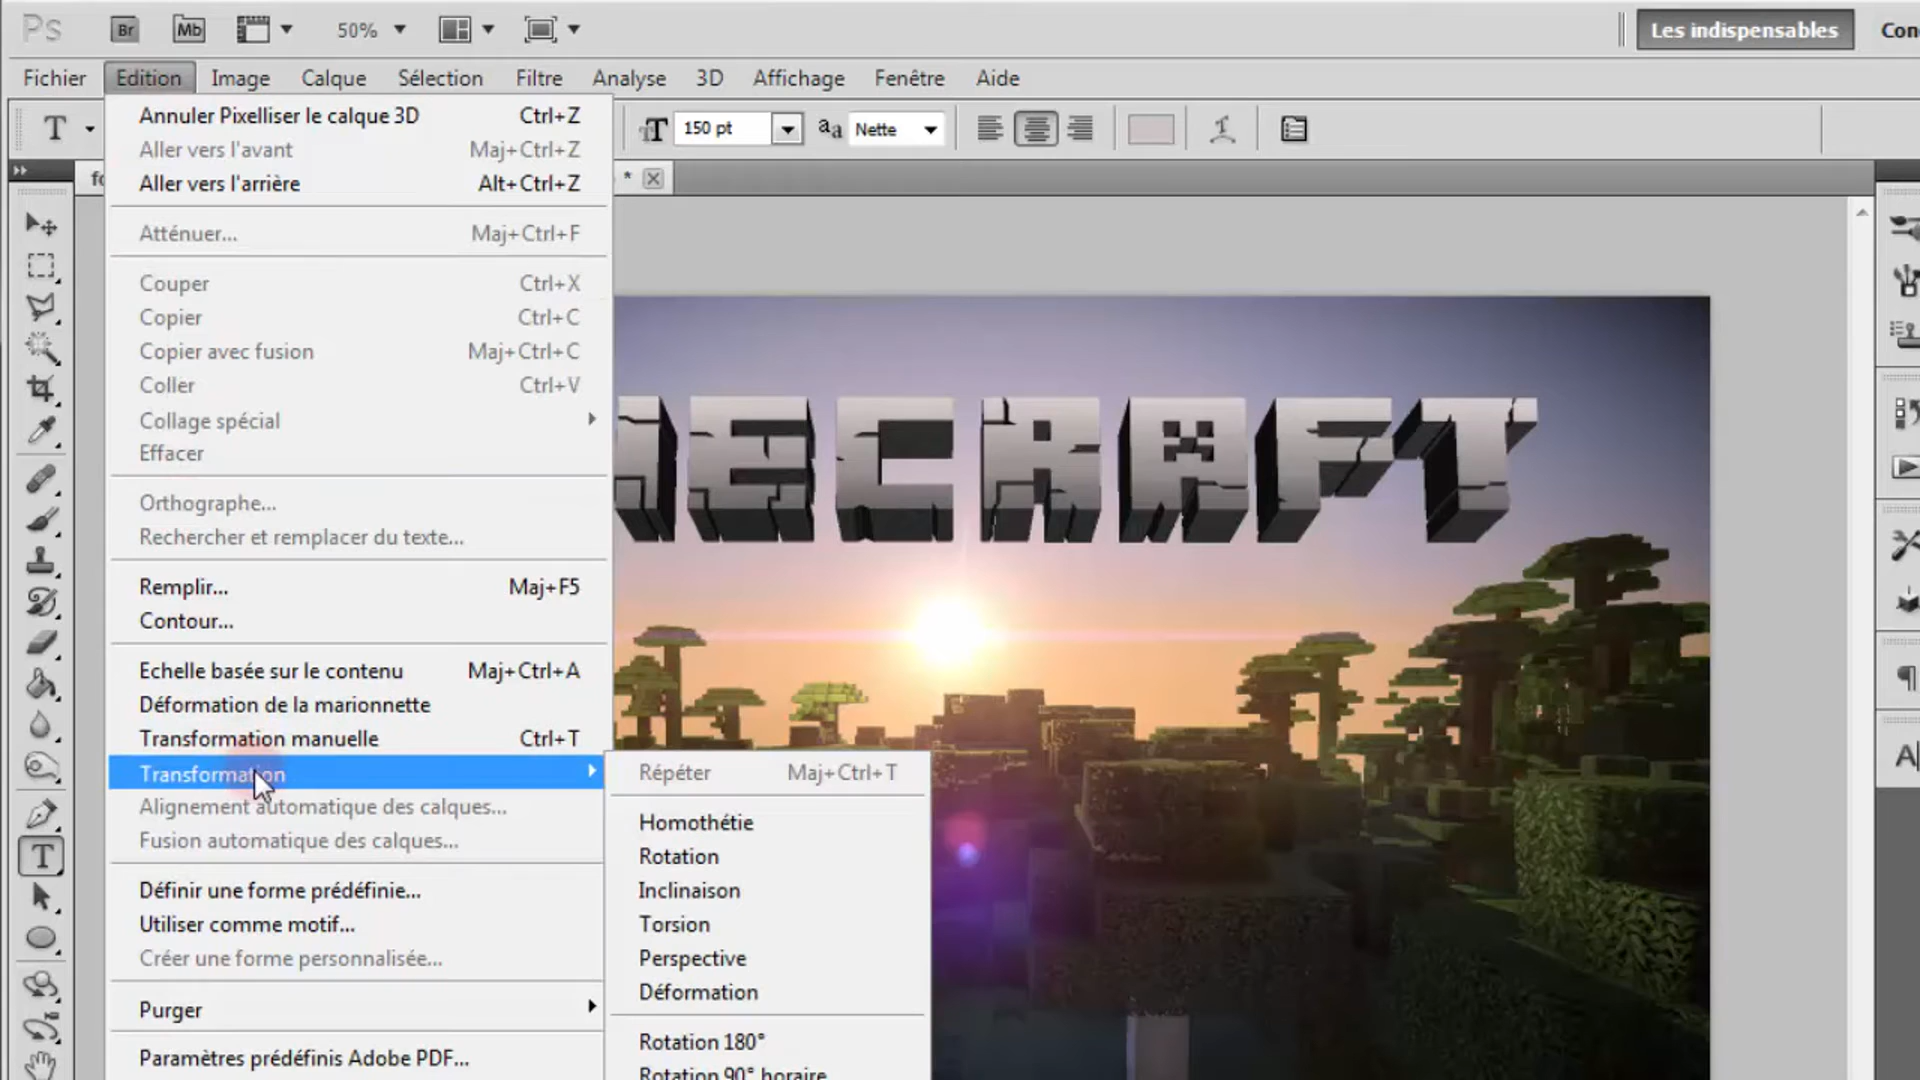 Ps Br Mb 50% Les indispensables Con
Fichier Edition Image Calque Sélection Filtre Analyse 3D Affichage Fenêtre Aide
T 150 pt aa Nette
Annuler Pixelliser le calque 3D Ctrl+Z
Aller vers l'avant Maj+Ctrl+Z
Aller vers l'arrière Alt+Ctrl+Z
*
Atténuer... Maj+Ctrl+F
Couper Ctrl+X
Copier Ctrl+C
Copier avec fusion Maj+Ctrl+C
Coller Ctrl+V
Collage spécial
Effacer
Orthographe...
Rechercher et remplacer du texte...
Remplir... Maj+F5
Contour...
Echelle basée sur le contenu Maj+Ctrl+A
Déformation de la marionnette
Transformation manuelle Ctrl+T
Transformation
Alignement automatique des calques...
Fusion automatique des calques...
Définir une forme prédéfinie...
Utiliser comme motif...
Créer une forme personnalisée...
Purger
Paramètres prédéfinis Adobe PDF...
Répéter Maj+Ctrl+T
Homothétie
Rotation
Inclinaison
Torsion
Perspective
Déformation
Rotation 180°
Rotation 90° horaire
NECRAFT